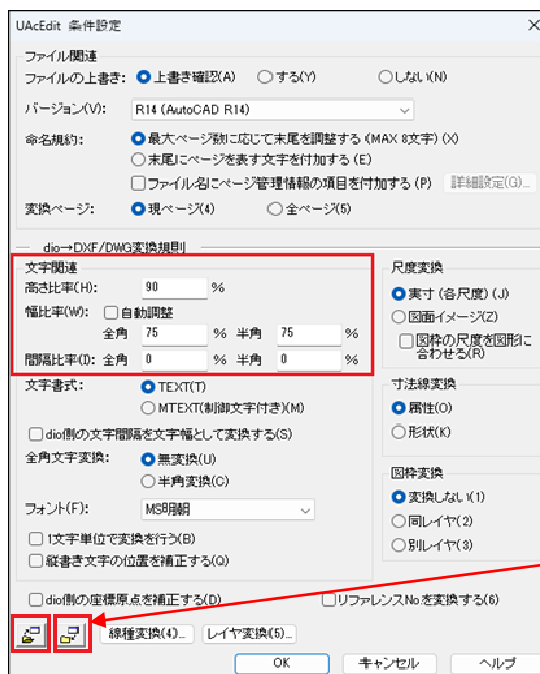 UAcEdit 条件設定
ファイル関連
ファイルの上書き: 上書き確認(A) する(Y) しない(N)
バージョン(V): R14 (AutoCAD R14)
命名規約: 最大ページ数に応じて末尾を調整する (MAX 8文字) (X)
末尾にページを表す文字を付加する (E)
ファイル名にページ管理情報の項目を付加する (P) 詳細設定(G)...
変換ページ: 現ページ(4) 全ページ(5)
dio→DXF/DWG変換規則
文字関連
高さ比率(H): 90 %
幅比率(W): 自動調整
全角 75 % 半角 75 %
間隔比率(I): 全角 0 % 半角 0 %
文字書式: TEXT(T)
MTEXT(制御文字付き)(M)
dio側の文字間隔を文字幅として変換する(S)
全角文字変換: 無変換(U)
半角変換(C)
フォント(F): MS明朝
1文字単位で変換を行う(B)
縦書き文字の位置を補正する(Q)
尺度変換
実寸 (各尺度) (J)
図面イメージ(Z)
図枠の尺度を図形に
合わせる(R)
寸法線変換
属性(O)
形状(K)
図枠変換
変換しない(1)
同レイヤ(2)
別レイヤ(3)
dio側の座標原点を補正する(D) リファレンスNoを変換する(6)
線種変換(4)... レイヤ変換(5)...
OK キャンセル ヘルプ